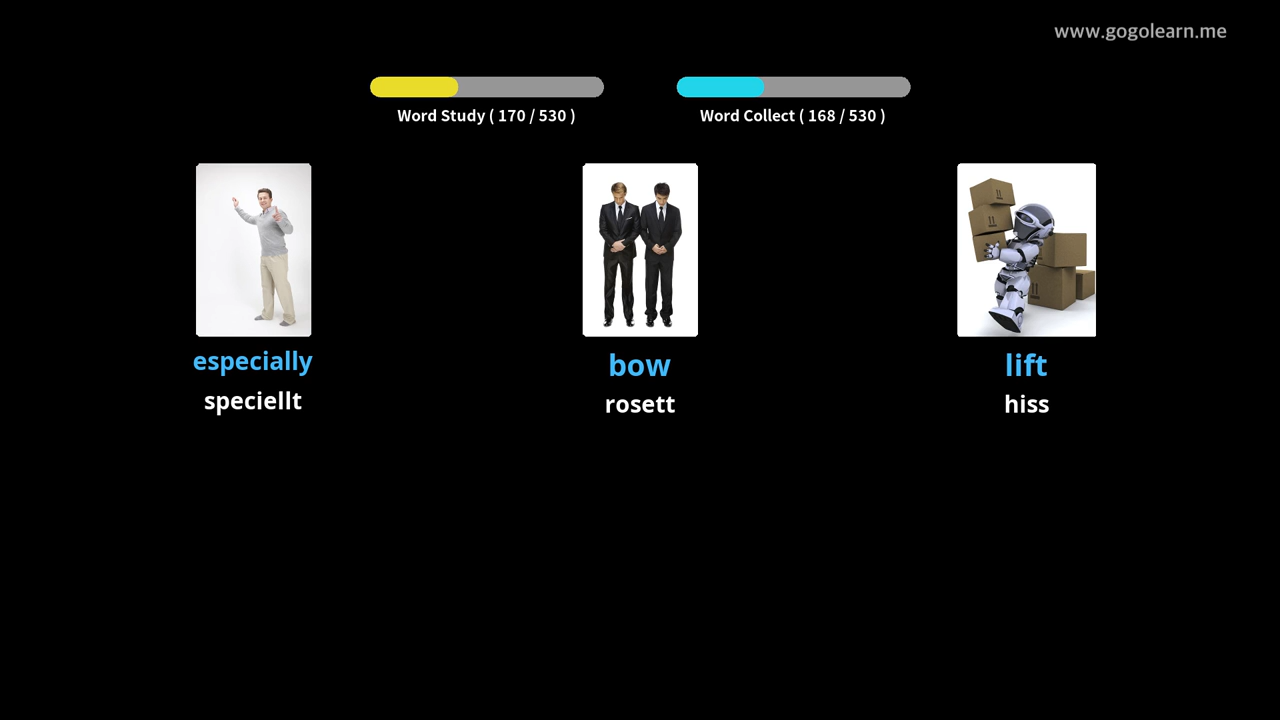 www.gogolearn.me
Word Study ( 170 / 530 )
Word Collect ( 168 / 530 )
especially
bow
lift
speciellt
rosett
hiss